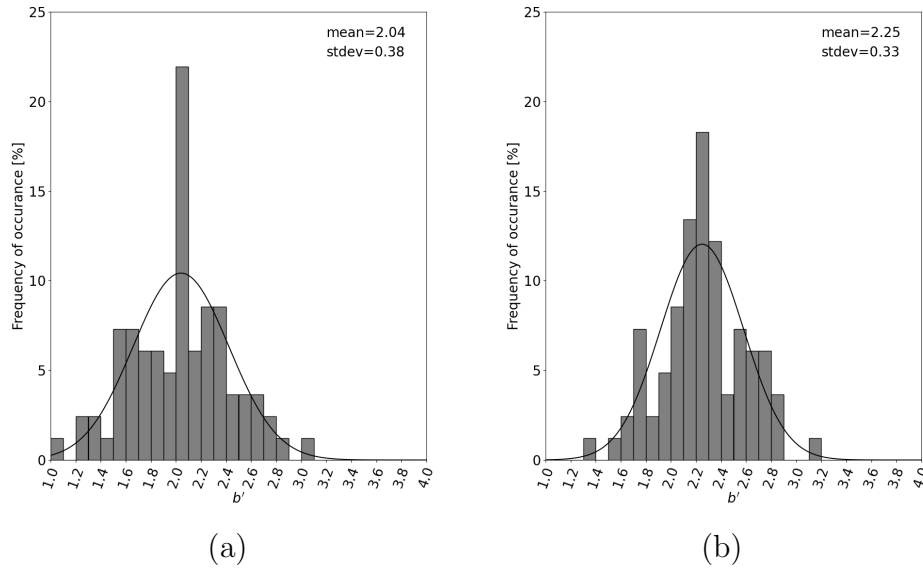 25
20
15
10
5
0
Frequency of occurance [%]
mean=2.04
stdev=0.38
1.0 1.2 1.4 1.6 1.8 2.0 2.2 2.4 2.6 2.8 3.0 3.2 3.4 3.6 3.8 4.0
b′
(a)
25
20
15
10
5
0
Frequency of occurance [%]
mean=2.25
stdev=0.33
1.0 1.2 1.4 1.6 1.8 2.0 2.2 2.4 2.6 2.8 3.0 3.2 3.4 3.6 3.8 4.0
b′
(b)